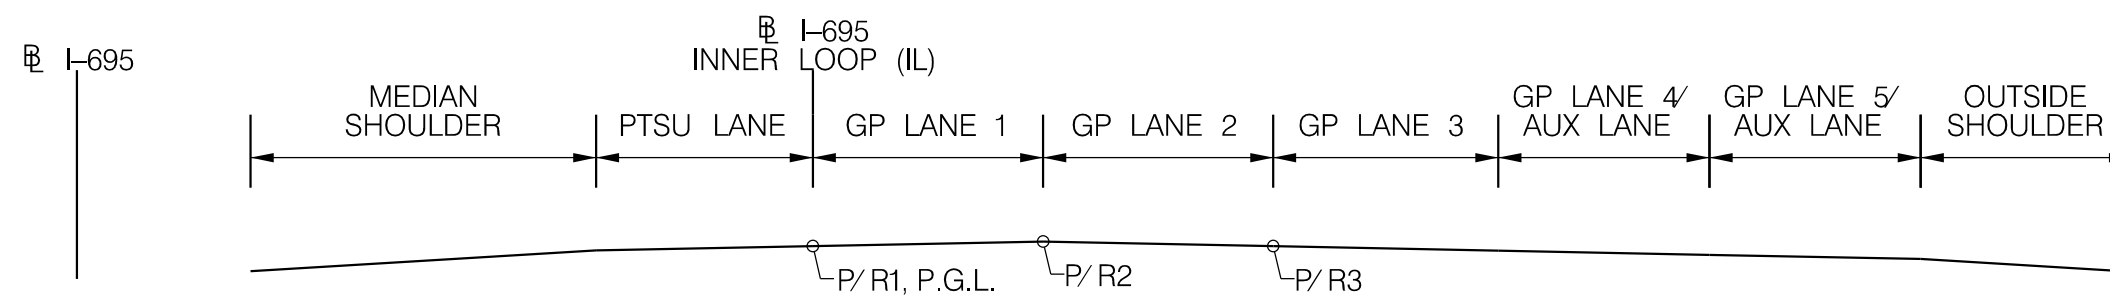 ℄ I-695
℄ I-695
INNER LOOP (IL)
MEDIAN
SHOULDER
PTSU LANE
GP LANE 1
GP LANE 2
GP LANE 3
GP LANE 4/
AUX LANE
GP LANE 5/
AUX LANE
OUTSIDE
SHOULDER
P/R1, P.G.L.
P/R2
P/R3